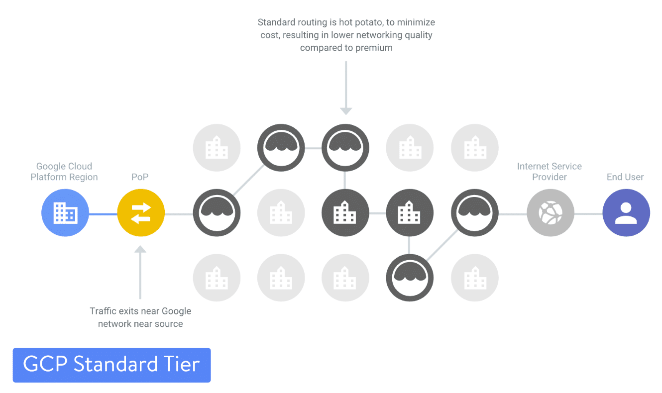 Standard routing is hot potato, to minimize
cost, resulting in lower networking quality
compared to premium
Google Cloud
Platform Region
PoP
Internet Service
Provider
End User
Traffic exits near Google
network near source
GCP Standard Tier